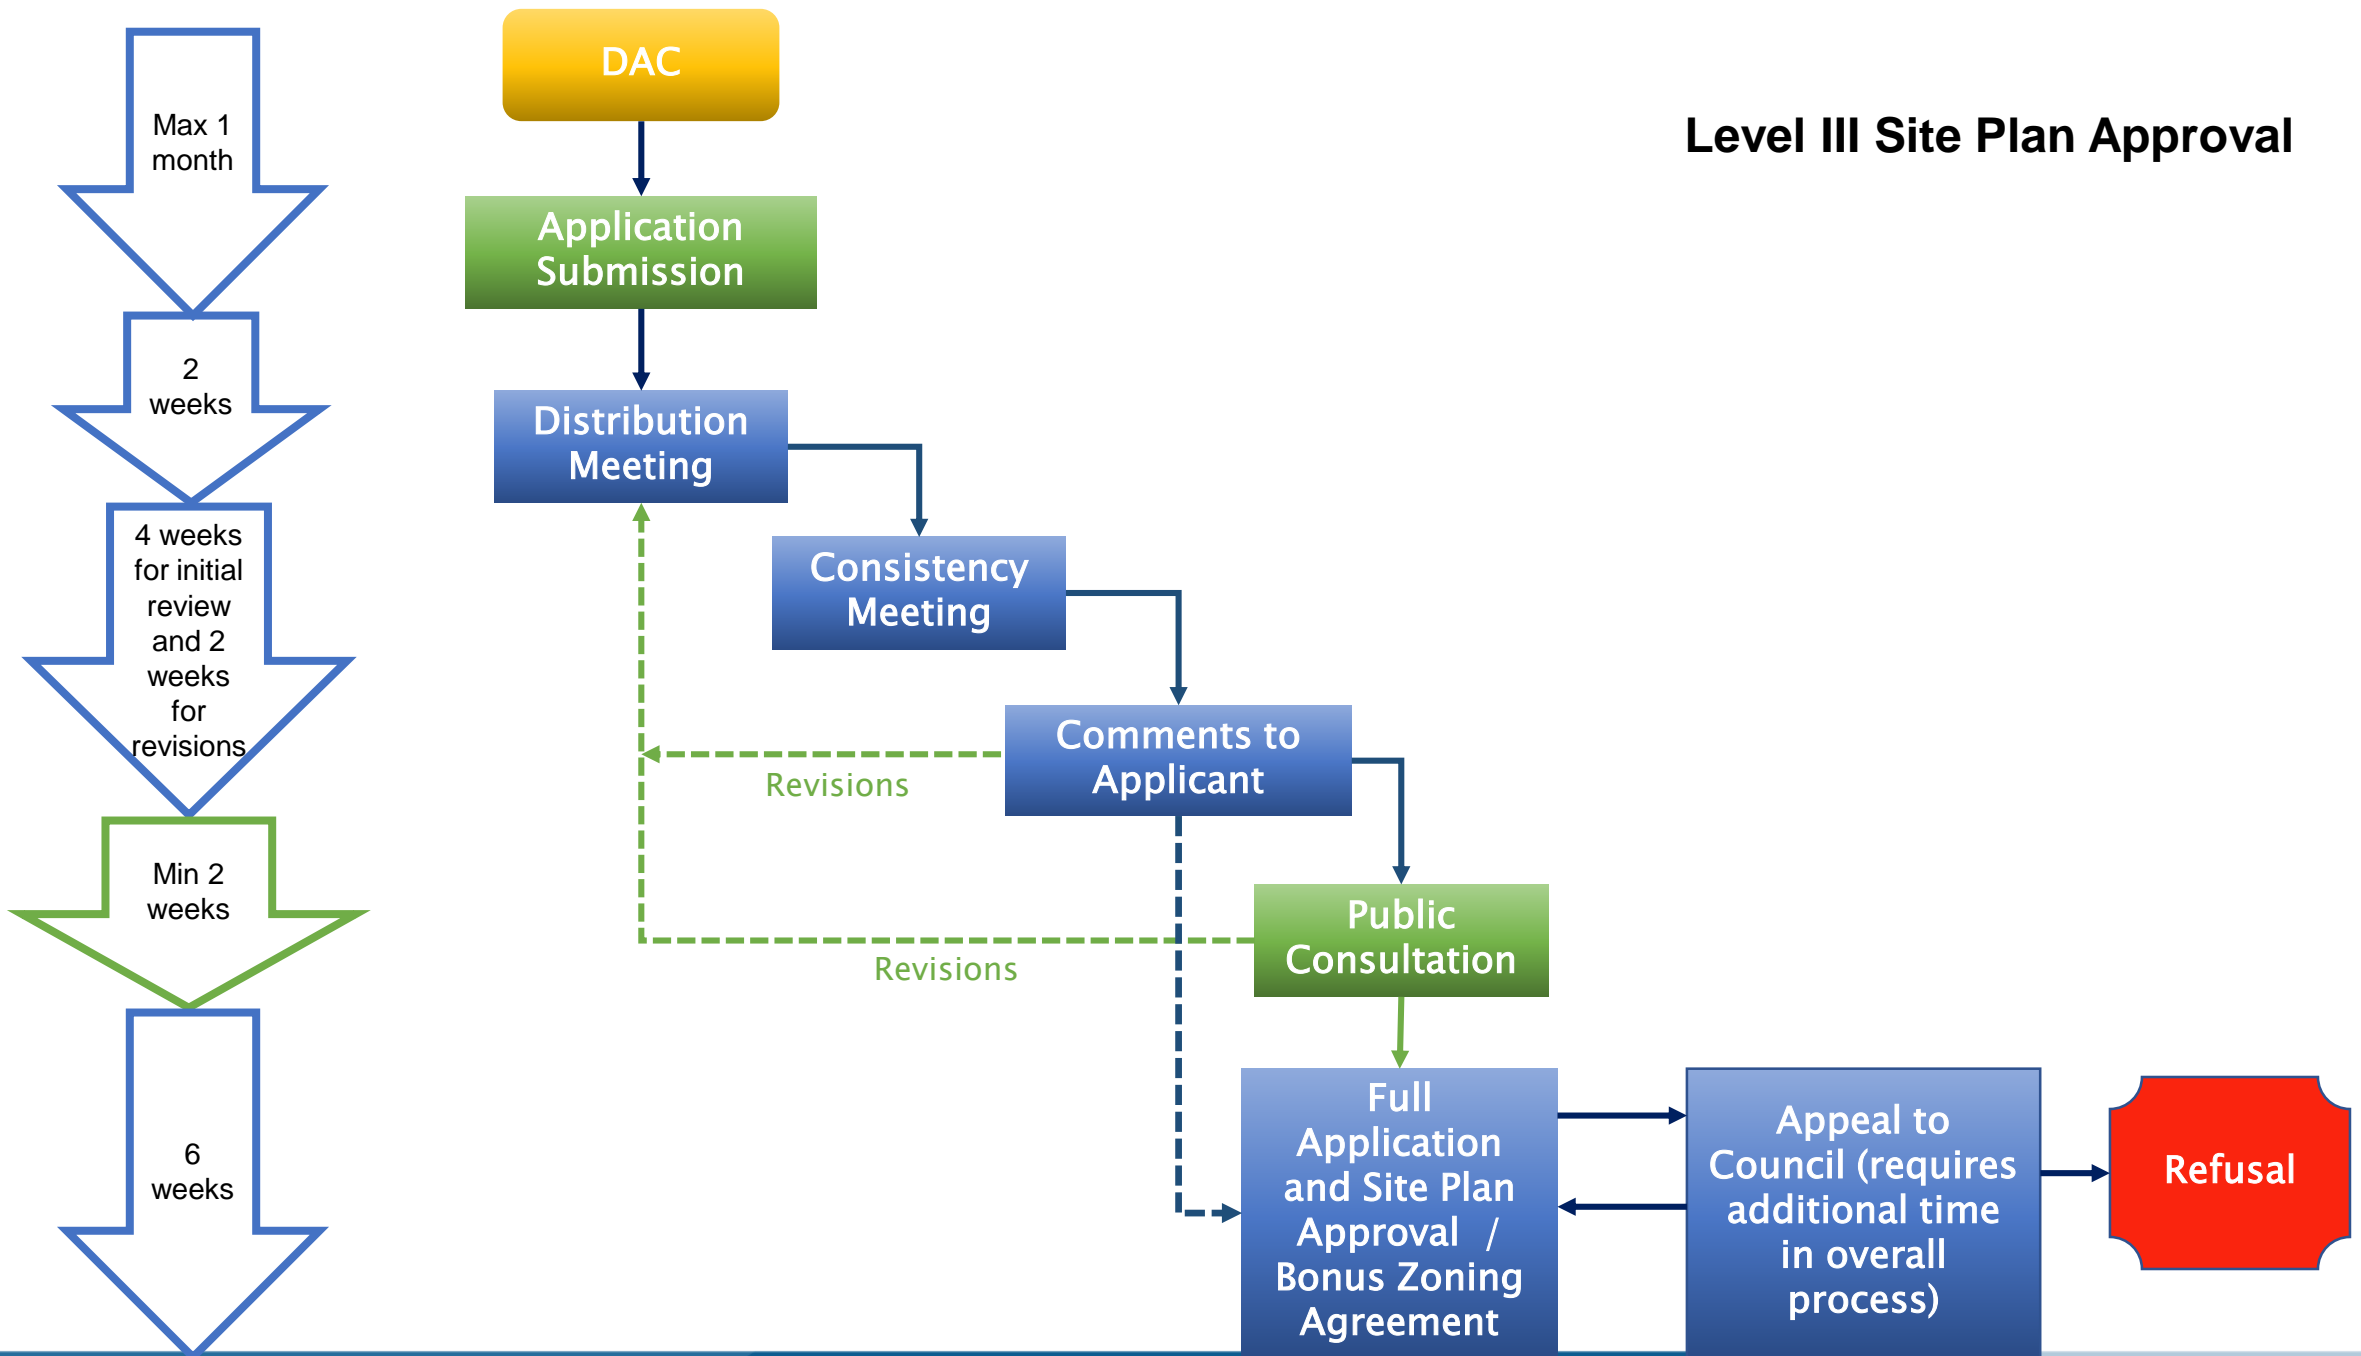 Level III Site Plan Approval
Max 1
month
2
weeks
4 weeks
for initial
review
and 2
weeks
for
revisions
Min 2
weeks
6
weeks
DAC
Application
Submission
Distribution
Meeting
Consistency
Meeting
Comments to
Applicant
Revisions
Public
Consultation
Revisions
Full
Application
and Site Plan
Approval /
Bonus Zoning
Agreement
Appeal to
Council (requires
additional time
in overall
process)
Refusal